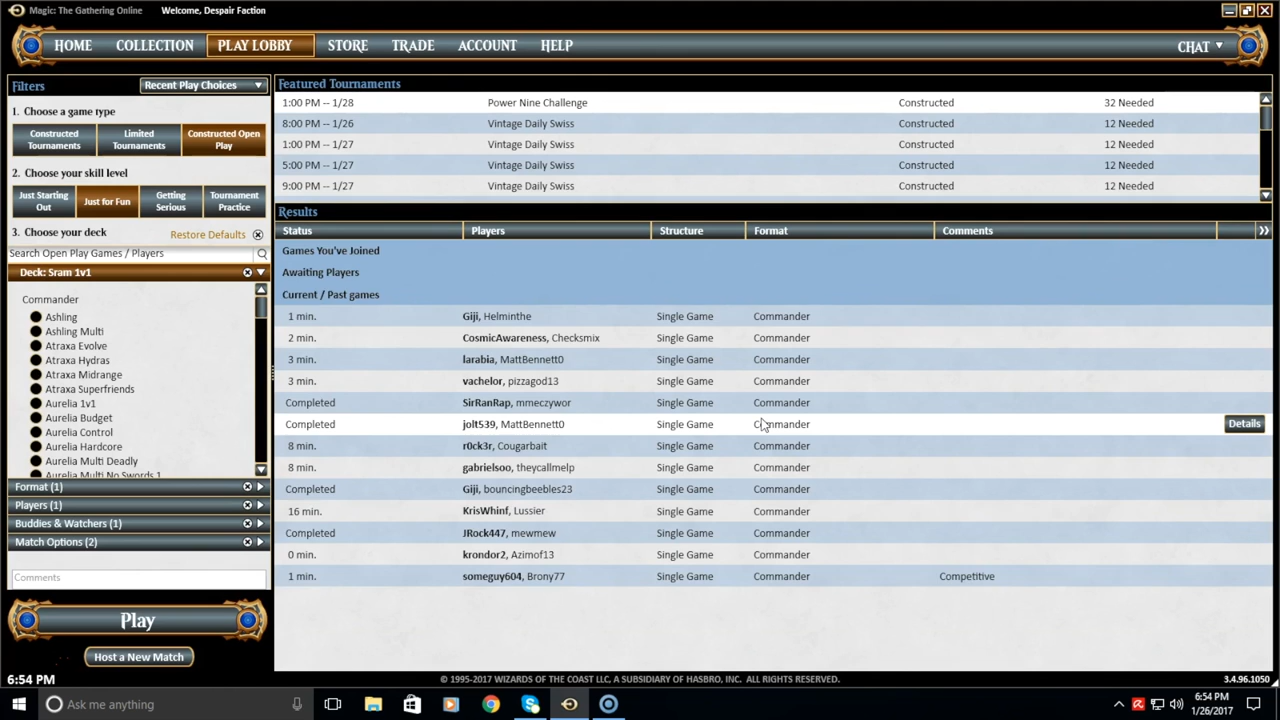 Magic: The Gathering Online Welcome, Despair Faction
HOME COLLECTION PLAY LOBBY STORE TRADE ACCOUNT HELP CHAT
Filters Recent Play Choices
1. Choose a game type
Constructed Tournaments Limited Tournaments Constructed Open Play
2. Choose your skill level
Just Starting Out Just for Fun Getting Serious Tournament Practice
3. Choose your deck Restore Defaults
Search Open Play Games / Players
Deck: Sram 1v1
Commander
Ashling
Ashling Multi
Atraxa Evolve
Atraxa Hydras
Atraxa Midrange
Atraxa Superfriends
Aurelia 1v1
Aurelia Budget
Aurelia Control
Aurelia Hardcore
Aurelia Multi Deadly
Aurelia Multi No Swords 1
Format (1)
Players (1)
Buddies & Watchers (1)
Match Options (2)
Comments
Play
Host a New Match
Featured Tournaments
1:00 PM -- 1/28 Power Nine Challenge Constructed 32 Needed
8:00 PM -- 1/26 Vintage Daily Swiss Constructed 12 Needed
1:00 PM -- 1/27 Vintage Daily Swiss Constructed 12 Needed
5:00 PM -- 1/27 Vintage Daily Swiss Constructed 12 Needed
9:00 PM -- 1/27 Vintage Daily Swiss Constructed 12 Needed
Results
Status Players Structure Format Comments
Games You've Joined
Awaiting Players
Current / Past games
1 min. Giji, Helminthe Single Game Commander
2 min. CosmicAwareness, Checksmix Single Game Commander
3 min. larabia, MattBennett0 Single Game Commander
3 min. vachelor, pizzagod13 Single Game Commander
Completed SirRanRap, mmeczywor Single Game Commander
Completed jolt539, MattBennett0 Single Game Commander Details
8 min. r0ck3r, Cougarbait Single Game Commander
8 min. gabrielsoo, theycallmelp Single Game Commander
Completed Giji, bouncingbeebles23 Single Game Commander
16 min. KrisWhinf, Lussier Single Game Commander
Completed JRock447, mewmew Single Game Commander
0 min. krondor2, Azimof13 Single Game Commander
1 min. someguy604, Brony77 Single Game Commander Competitive
6:54 PM © 1995-2017 WIZARDS OF THE COAST LLC, A SUBSIDIARY OF HASBRO, INC. ALL RIGHTS RESERVED. 3.4.96.1050
Ask me anything 6:54 PM
1/26/2017